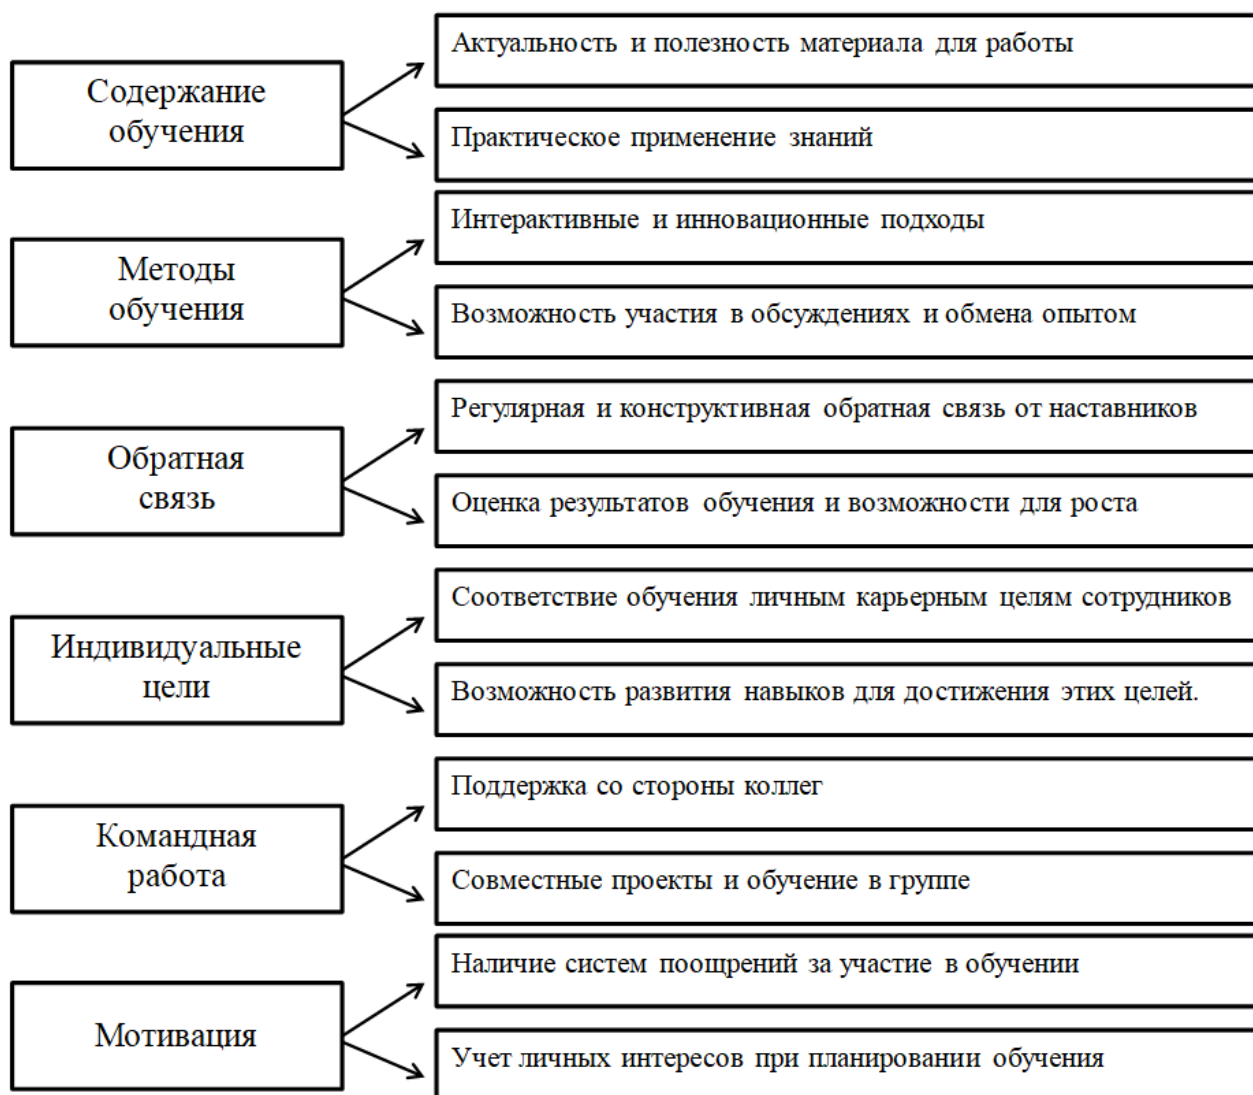 Содержание
обучения
Актуальность и полезность материала для работы
Практическое применение знаний
Методы
обучения
Интерактивные и инновационные подходы
Возможность участия в обсуждениях и обмена опытом
Обратная
связь
Регулярная и конструктивная обратная связь от наставников
Оценка результатов обучения и возможности для роста
Индивидуальные
цели
Соответствие обучения личным карьерным целям сотрудников
Возможность развития навыков для достижения этих целей.
Командная
работа
Поддержка со стороны коллег
Совместные проекты и обучение в группе
Мотивация
Наличие систем поощрений за участие в обучении
Учет личных интересов при планировании обучения